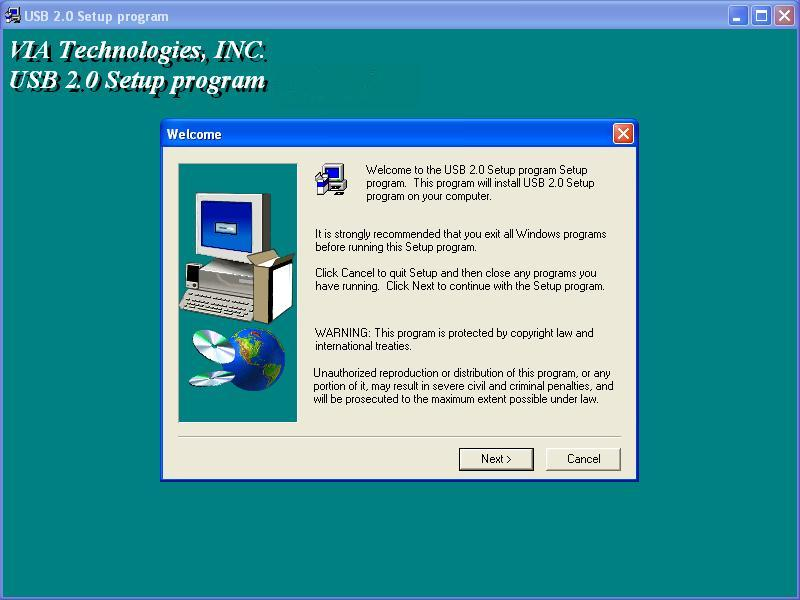 USB 2.0 Setup program
VIA Technologies, INC.
USB 2.0 Setup program
Welcome
Welcome to the USB 2.0 Setup program Setup
program. This program will install USB 2.0 Setup
program on your computer.
It is strongly recommended that you exit all Windows programs
before running this Setup program.
Click Cancel to quit Setup and then close any programs you
have running. Click Next to continue with the Setup program.
WARNING: This program is protected by copyright law and
international treaties.
Unauthorized reproduction or distribution of this program, or any
portion of it, may result in severe civil and criminal penalties, and
will be prosecuted to the maximum extent possible under law.
Next >
Cancel